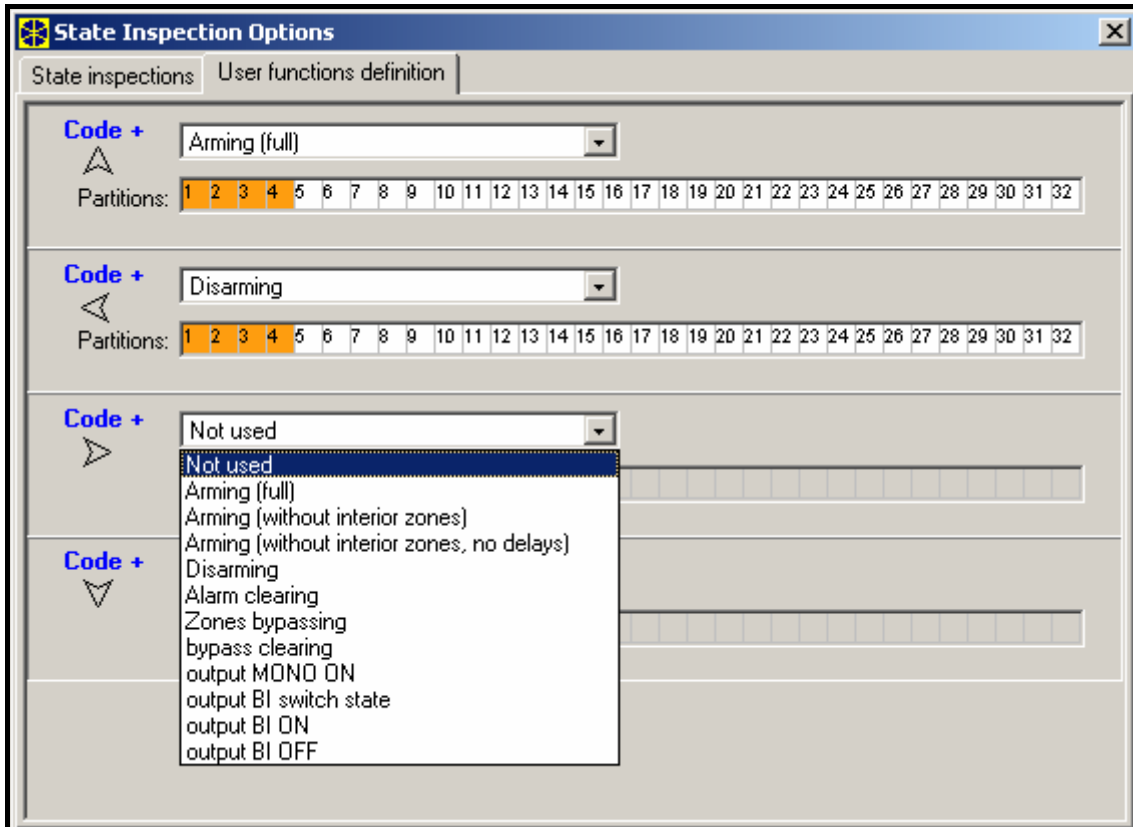 State Inspection Options
State inspections User functions definition
Code +
Arming (full)
Partitions: 1 2 3 4 5 6 7 8 9 10 11 12 13 14 15 16 17 18 19 20 21 22 23 24 25 26 27 28 29 30 31 32
Code +
Disarming
Partitions: 1 2 3 4 5 6 7 8 9 10 11 12 13 14 15 16 17 18 19 20 21 22 23 24 25 26 27 28 29 30 31 32
Code +
Not used
Not used
Arming (full)
Arming (without interior zones)
Arming (without interior zones, no delays)
Disarming
Alarm clearing
Zones bypassing
bypass clearing
output MONO ON
output BI switch state
output BI ON
output BI OFF
Code +